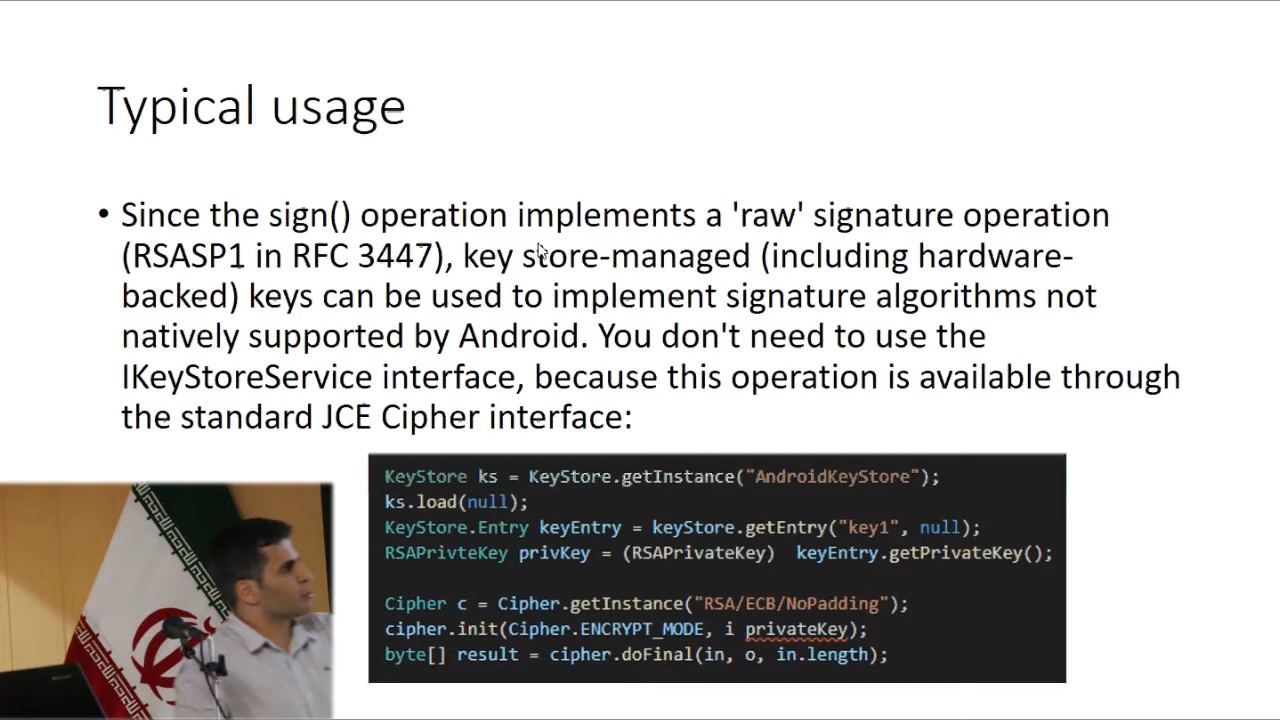 Typical usage
• Since the sign() operation implements a 'raw' signature operation
(RSASP1 in RFC 3447), key store-managed (including hardware-
backed) keys can be used to implement signature algorithms not
natively supported by Android. You don't need to use the
IKeyStoreService interface, because this operation is available through
the standard JCE Cipher interface:
KeyStore ks = KeyStore.getInstance("AndroidKeyStore");
ks.load(null);
KeyStore.Entry keyEntry = keyStore.getEntry("key1", null);
RSAPrivteKey privKey = (RSAPrivateKey)  keyEntry.getPrivateKey();
Cipher c = Cipher.getInstance("RSA/ECB/NoPadding");
cipher.init(Cipher.ENCRYPT_MODE, i privateKey);
byte[] result = cipher.doFinal(in, o, in.length);